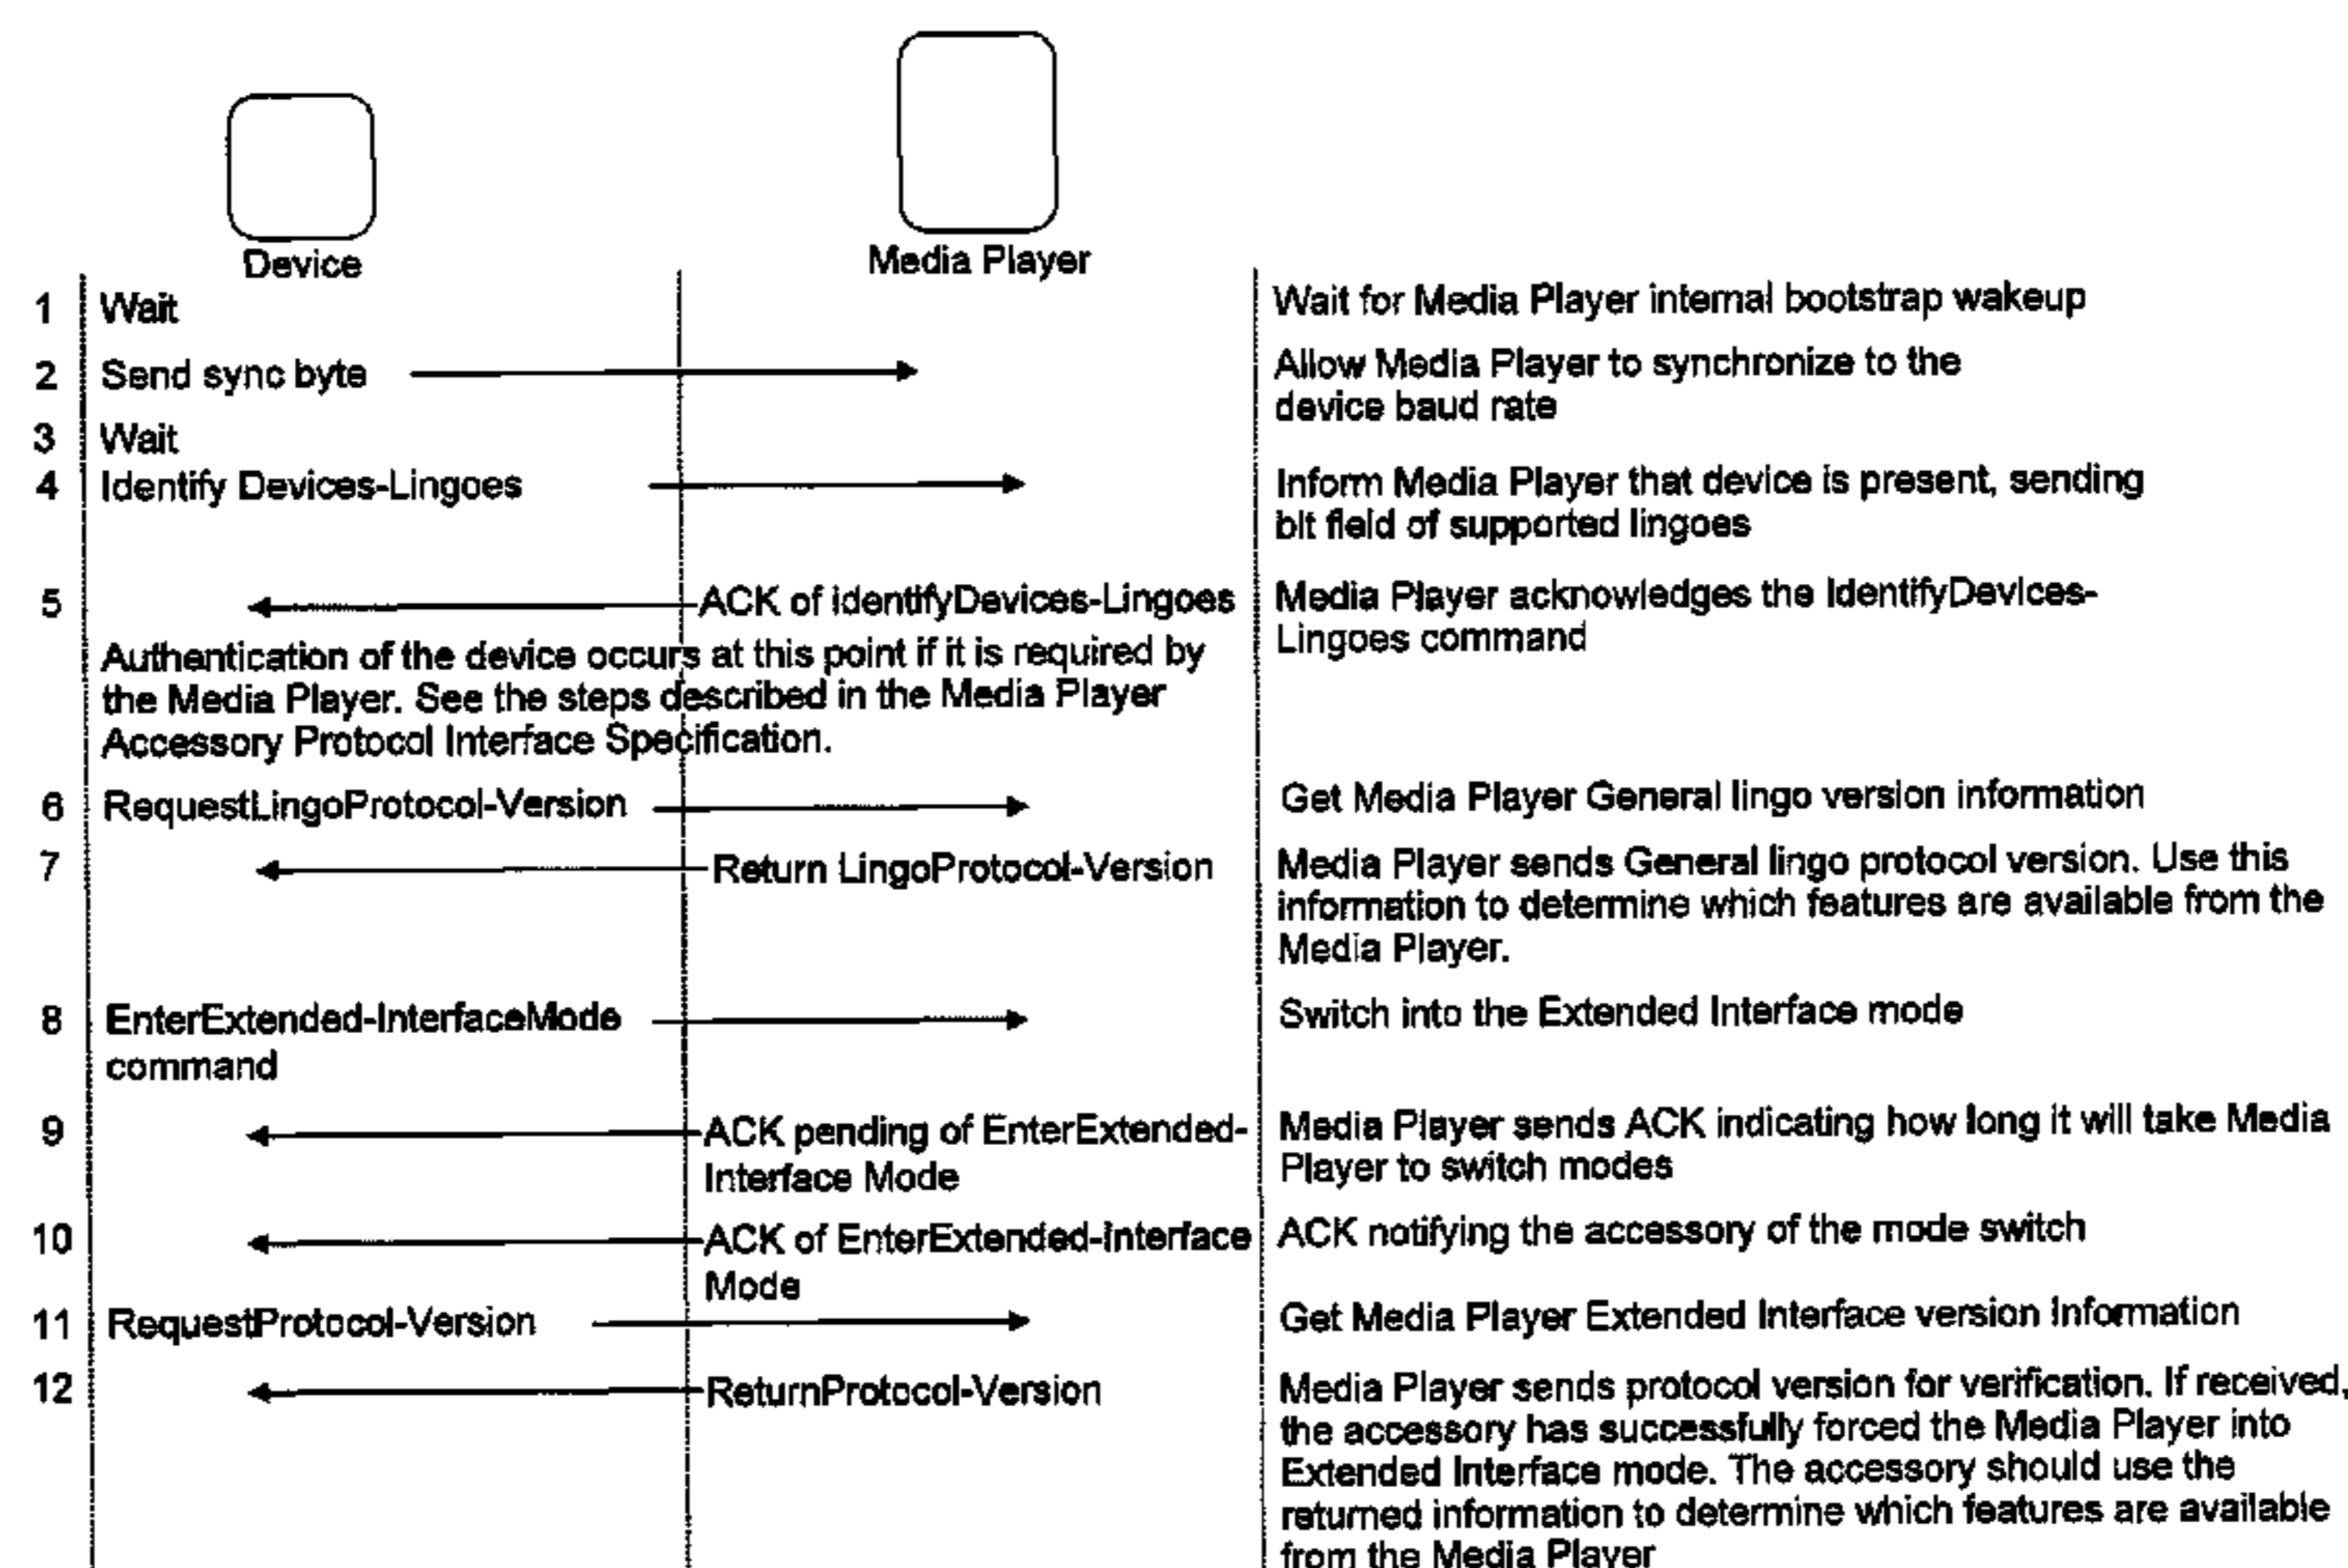 Device
Media Player
1 Wait Wait for Media Player internal bootstrap wakeup
2 Send sync byte Allow Media Player to synchronize to the
device baud rate
3 Wait
4 Identify Devices-Lingoes Inform Media Player that device is present, sending
bit field of supported lingoes
5 ACK of IdentifyDevices-Lingoes Media Player acknowledges the IdentifyDevices-
Lingoes command
Authentication of the device occurs at this point if it is required by
the Media Player. See the steps described in the Media Player
Accessory Protocol Interface Specification.
6 RequestLingoProtocol-Version Get Media Player General lingo version information
7 Return LingoProtocol-Version Media Player sends General lingo protocol version. Use this
information to determine which features are available from the
Media Player.
8 EnterExtended-InterfaceMode Switch into the Extended Interface mode
command
9 ACK pending of EnterExtended- Media Player sends ACK indicating how long it will take Media
Interface Mode Player to switch modes
10 ACK of EnterExtended-Interface ACK notifying the accessory of the mode switch
Mode
11 RequestProtocol-Version Get Media Player Extended Interface version Information
12 ReturnProtocol-Version Media Player sends protocol version for verification. If received,
the accessory has successfully forced the Media Player into
Extended Interface mode. The accessory should use the
returned information to determine which features are available
from the Media Player